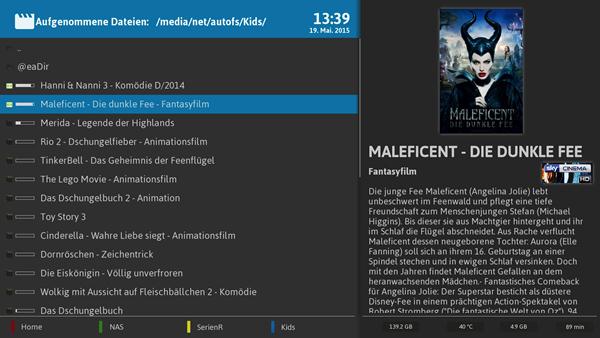 Aufgenommene Dateien: /media/net/autofs/Kids/
13:39
19. Mai. 2015
..
@eaDir
Hanni & Nanni 3 - Komödie D/2014
Maleficent - Die dunkle Fee - Fantasyfilm
Merida - Legende der Highlands
Rio 2 - Dschungelfieber - Animationsfilm
TinkerBell - Das Geheimnis der Feenflügel
The Lego Movie - Animationsfilm
Das Dschungelbuch 2 - Animation
Toy Story 3
Cinderella - Wahre Liebe siegt - Animationsfilm
Dornröschen - Zeichentrick
Die Eiskönigin - Völlig unverfroren
Wolkig mit Aussicht auf Fleischbällchen 2 - Komödie
Das Dschungelbuch
Home
NAS
SerienR
Kids
MALEFICENT
DIE DUNKLE FEE
MALEFICENT - DIE DUNKLE FEE
Fantasyfilm
sky CINEMA
HD
Die junge Fee Maleficent (Angelina Jolie) lebt
unbeschwert im Feenwald und pflegt eine tiefe
Freundschaft zum Menschenjungen Stefan (Michael
Higgins). Bis dieser sie aus Machtgier hintergeht und ihr
im Schlaf die Flügel abschneidet. Aus Rache verflucht
Maleficent dessen neugeborene Tochter: Aurora (Elle
Fanning) soll sich an ihrem 16. Geburtstag an einer
Spindel stechen und in ewigen Schlaf versinken. Doch
mit den Jahren findet Maleficent Gefallen an dem
heranwachsenden Mädchen.- Fantastisches Comeback
für Angelina Jolie: Der Superstar besticht als düstere
Disney-Fee in einem prächtigen Action-Spektakel von
Robert Stromberg ("Die fantastische Welt von Oz"). 94
139.2 GB
40 °C
4.9 GB
89 min